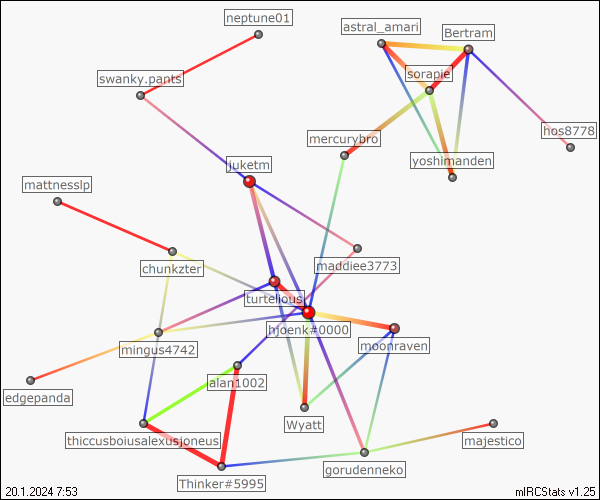 neptune01
astral_amari
Bertram
swanky.pants
sorapie
hos8778
mercurybro
yoshimanden
juketm
mattnesslp
maddiee3773
chunkzter
turtelious
hjoenk#0000
moonraven
mingus4742
alan1002
edgepanda
Wyatt
thiccusboiusalexusjoneus
majestico
gorudenneko
Thinker#5995
20.1.2024 7:53
mIRCStats v1.25